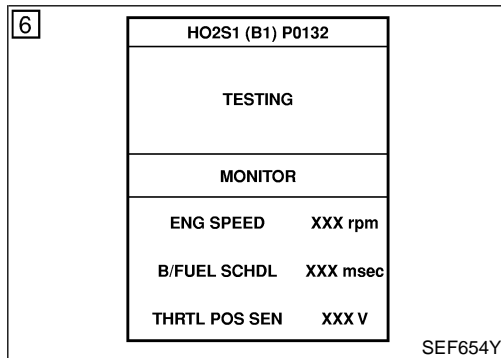 6
HO2S1 (B1) P0132
TESTING
MONITOR
ENG SPEED XXX rpm
B/FUEL SCHDL XXX msec
THRTL POS SEN XXX V
SEF654Y